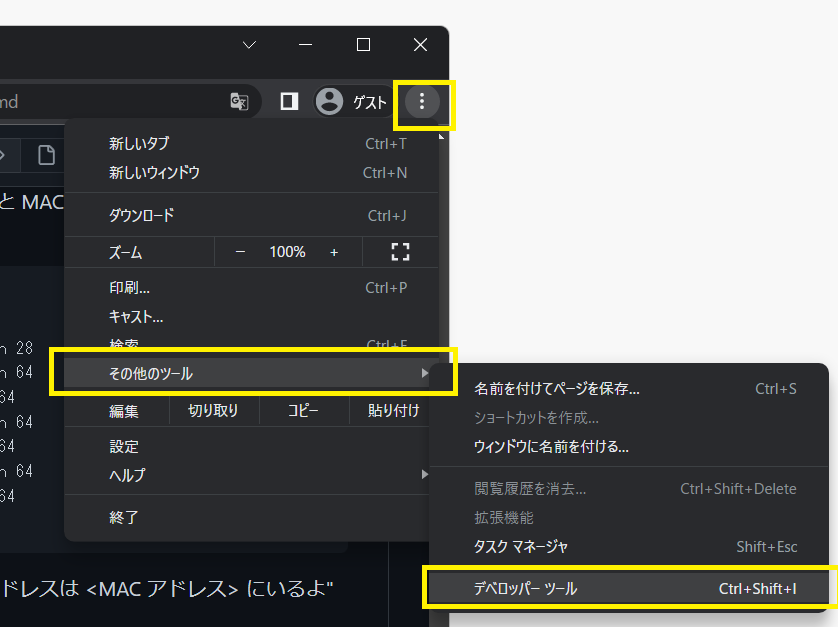 md
ゲスト
新しいタブ Ctrl+T
新しいウィンドウ Ctrl+N
と MAC
ダウンロード Ctrl+J
ズーム − 100% +
印刷... Ctrl+P
キャスト...
検索 Ctrl+F
n 28
n 64
64
n 64
64
n 64
64
その他のツール
編集 切り取り コピー 貼り付け
設定
ヘルプ
終了
名前を付けてページを保存... Ctrl+S
ショートカットを作成...
ウィンドウに名前を付ける...
閲覧履歴を消去... Ctrl+Shift+Delete
拡張機能
タスク マネージャ Shift+Esc
デベロッパー ツール Ctrl+Shift+I
ドレスは <MAC アドレス> にいるよ"